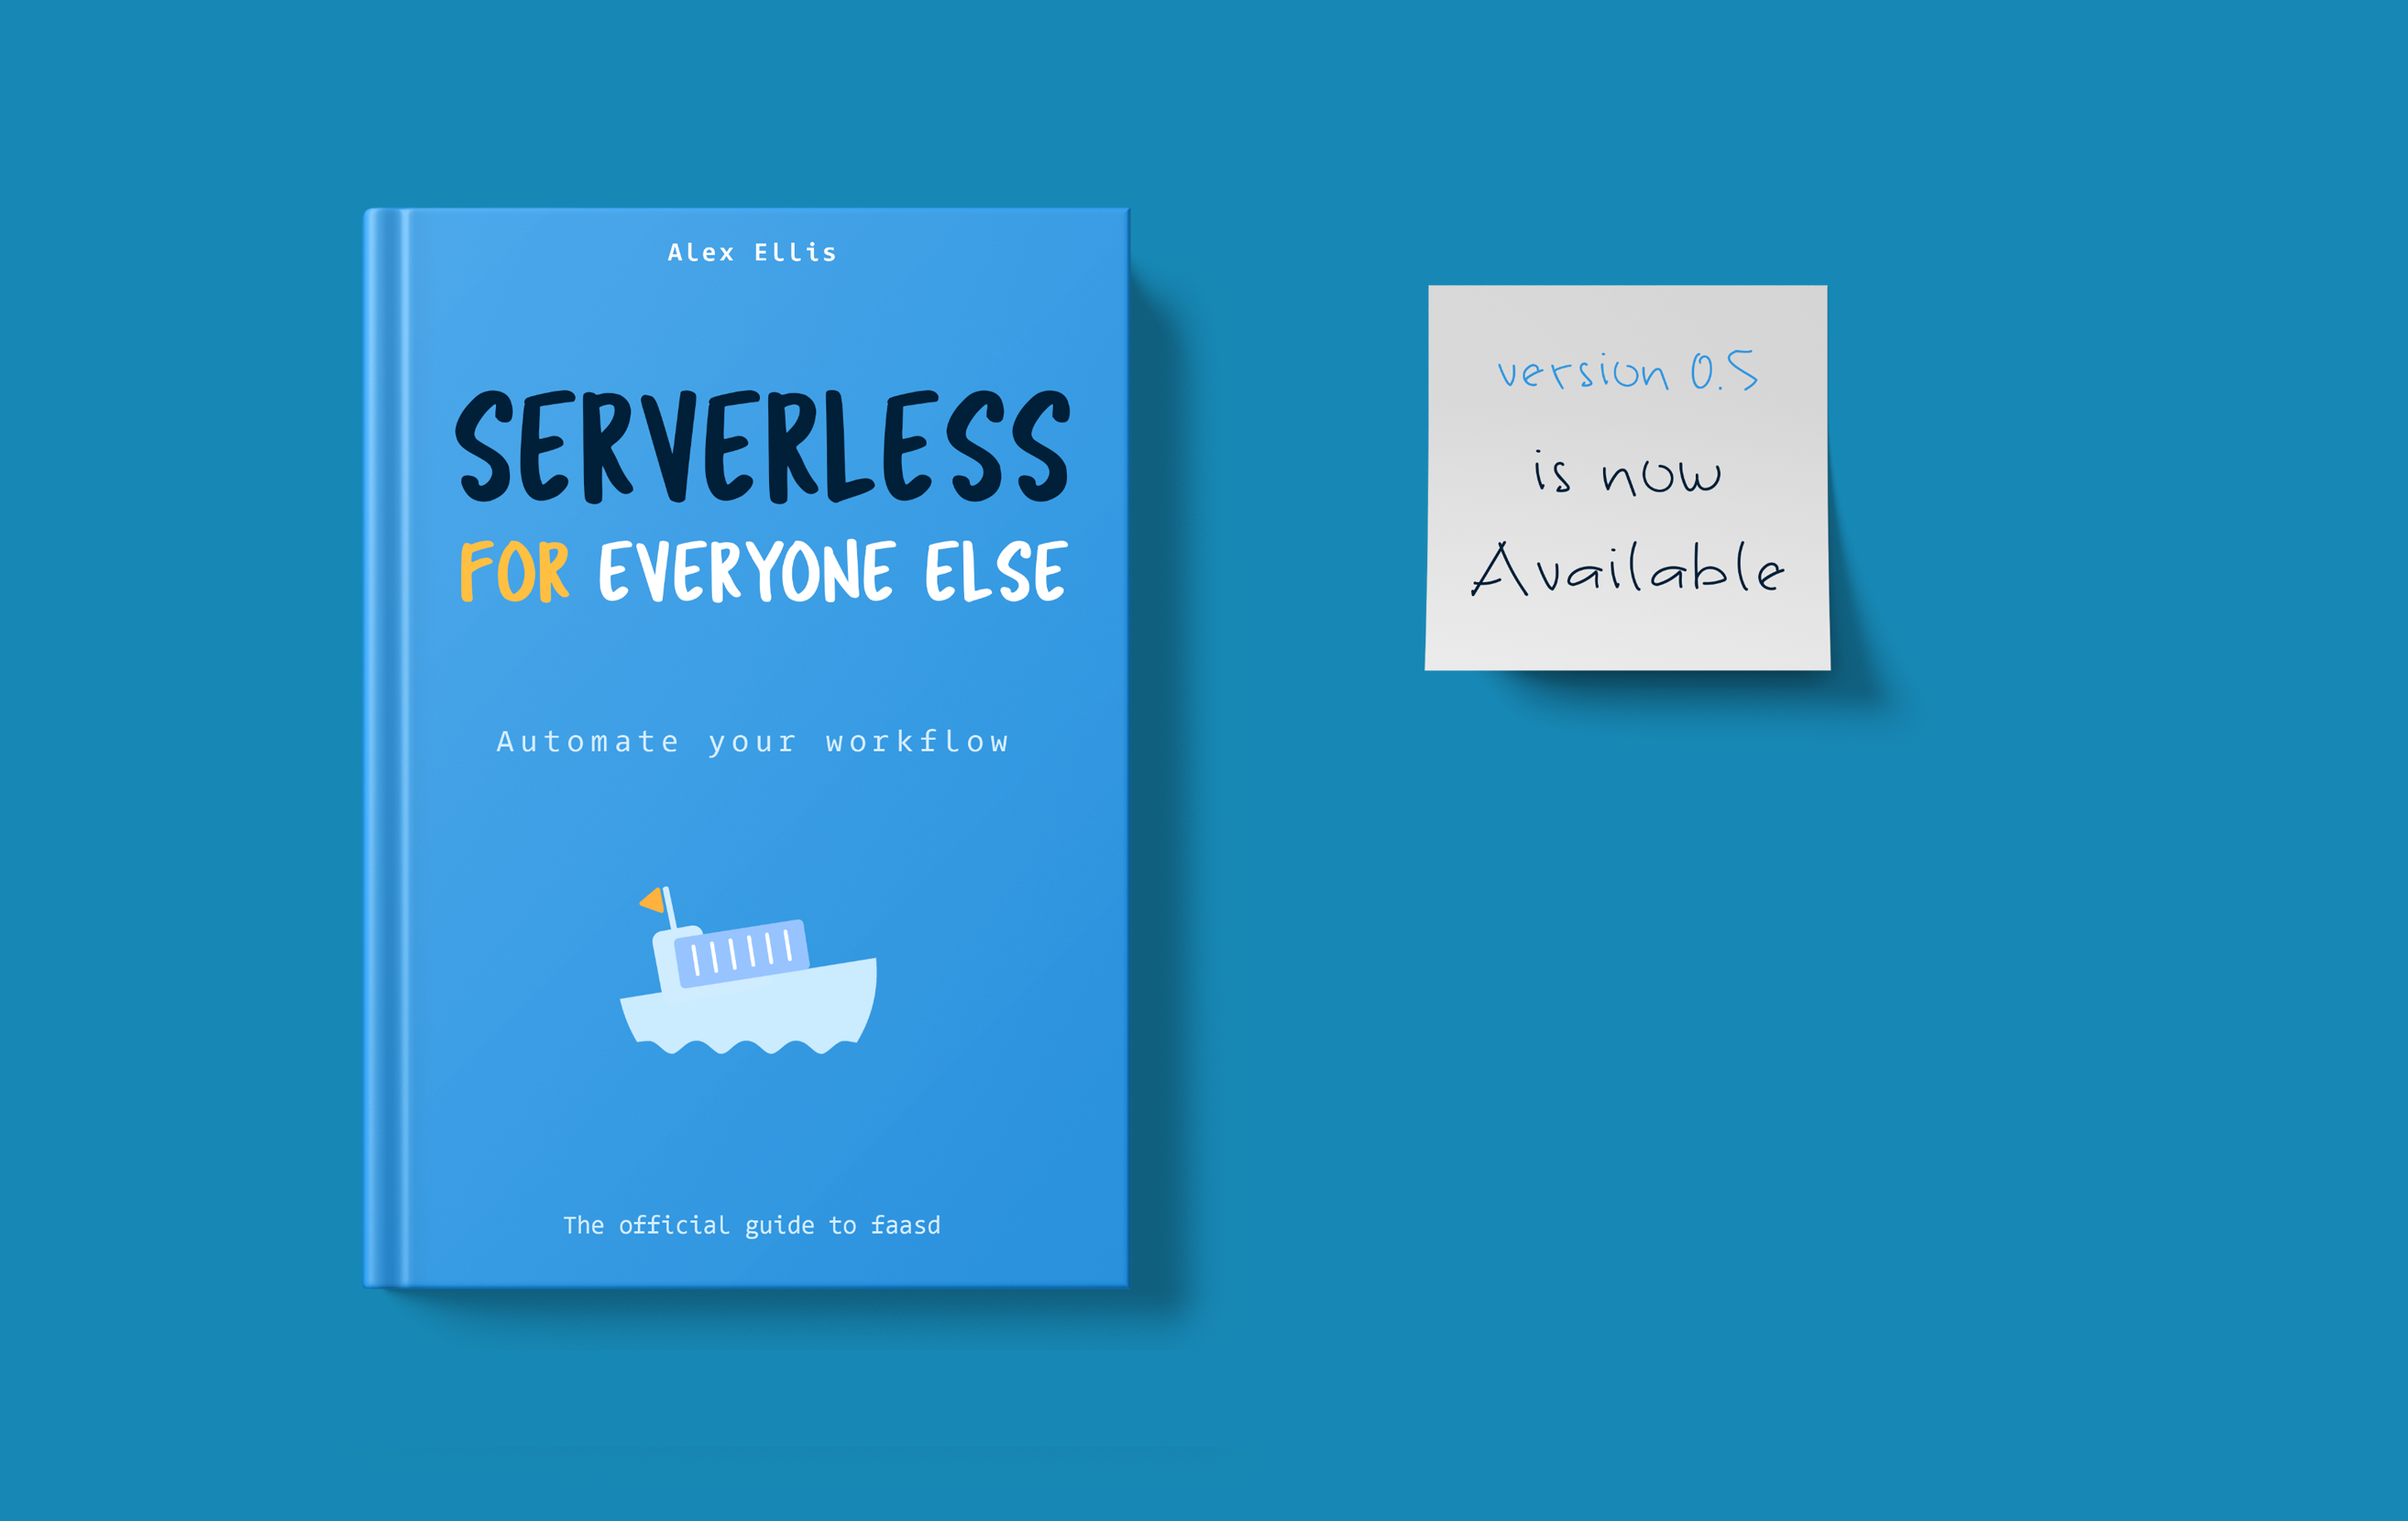 Alex Ellis
SERVERLESS
FOR EVERYONE ELSE
Automate your workflow
The official guide to faasd
version 0.5
is now
Available